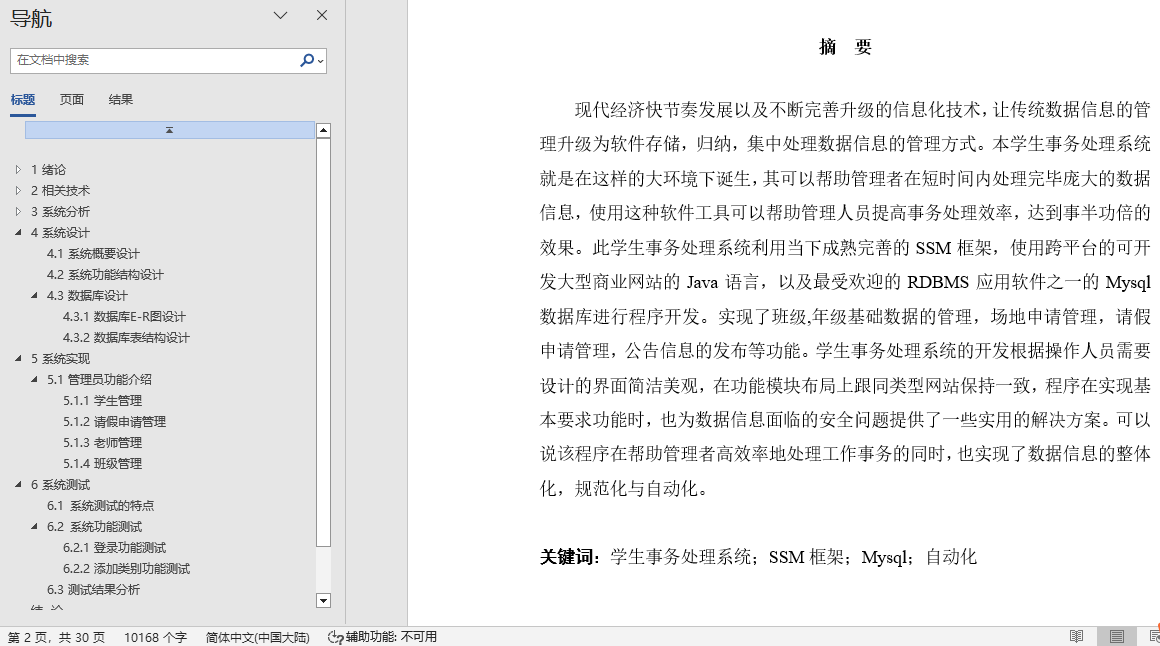 导航
在文档中搜索
标题 页面 结果
1 绪论
2 相关技术
3 系统分析
4 系统设计
4.1 系统概要设计
4.2 系统功能结构设计
4.3 数据库设计
4.3.1 数据库E-R图设计
4.3.2 数据库表结构设计
5 系统实现
5.1 管理员功能介绍
5.1.1 学生管理
5.1.2 请假申请管理
5.1.3 老师管理
5.1.4 班级管理
6 系统测试
6.1 系统测试的特点
6.2 系统功能测试
6.2.1 登录功能测试
6.2.2 添加类别功能测试
6.3 测试结果分析
摘 要
现代经济快节奏发展以及不断完善升级的信息化技术，让传统数据信息的管
理升级为软件存储，归纳，集中处理数据信息的管理方式。本学生事务处理系统
就是在这样的大环境下诞生，其可以帮助管理者在短时间内处理完毕庞大的数据
信息，使用这种软件工具可以帮助管理人员提高事务处理效率，达到事半功倍的
效果。此学生事务处理系统利用当下成熟完善的 SSM 框架，使用跨平台的可开
发大型商业网站的 Java 语言，以及最受欢迎的 RDBMS 应用软件之一的 Mysql
数据库进行程序开发。实现了班级,年级基础数据的管理，场地申请管理，请假
申请管理，公告信息的发布等功能。学生事务处理系统的开发根据操作人员需要
设计的界面简洁美观，在功能模块布局上跟同类型网站保持一致，程序在实现基
本要求功能时，也为数据信息面临的安全问题提供了一些实用的解决方案。可以
说该程序在帮助管理者高效率地处理工作事务的同时，也实现了数据信息的整体
化，规范化与自动化。
关键词：学生事务处理系统；SSM 框架；Mysql；自动化
第 2 页，共 30 页 10168 个字 简体中文(中国大陆) 辅助功能: 不可用